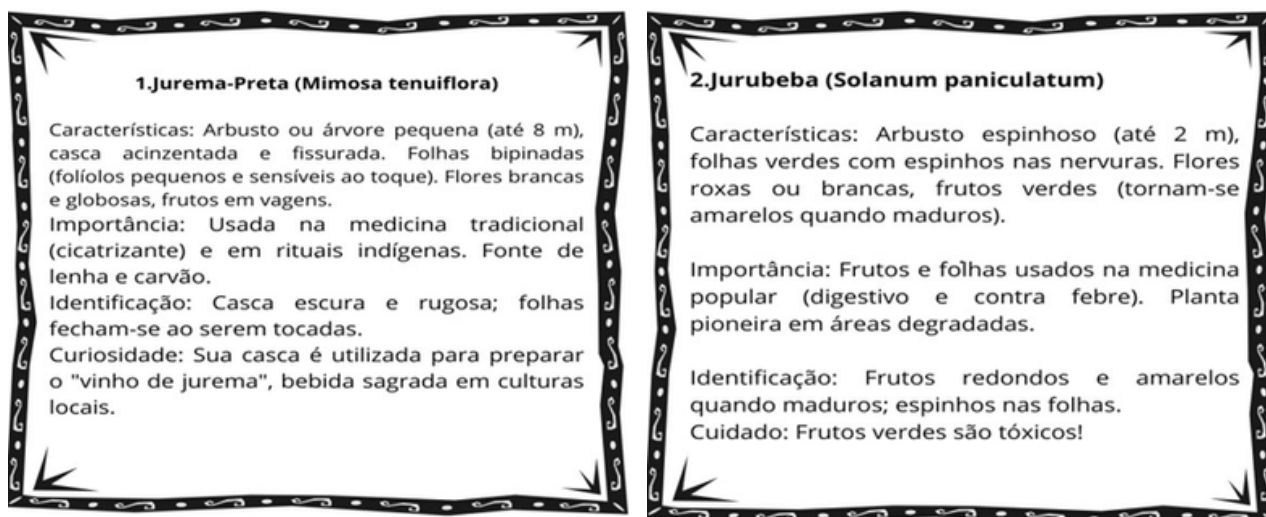 1.Jurema-Preta (Mimosa tenuiflora)
Características: Arbusto ou árvore pequena (até 8 m),
casca acinzentada e fissurada. Folhas bipinadas
(folíolos pequenos e sensíveis ao toque). Flores brancas
e globosas, frutos em vagens.
Importância: Usada na medicina tradicional
(cicatrizante) e em rituais indígenas. Fonte de
lenha e carvão.
Identificação: Casca escura e rugosa; folhas
fecham-se ao serem tocadas.
Curiosidade: Sua casca é utilizada para preparar
o "vinho de jurema", bebida sagrada em culturas
locais.
2.Jurubeba (Solanum paniculatum)
Características: Arbusto espinhoso (até 2 m),
folhas verdes com espinhos nas nervuras. Flores
roxas ou brancas, frutos verdes (tornam-se
amarelos quando maduros).
Importância: Frutos e folhas usados na medicina
popular (digestivo e contra febre). Planta
pioneira em áreas degradadas.
Identificação: Frutos redondos e amarelos
quando maduros; espinhos nas folhas.
Cuidado: Frutos verdes são tóxicos!